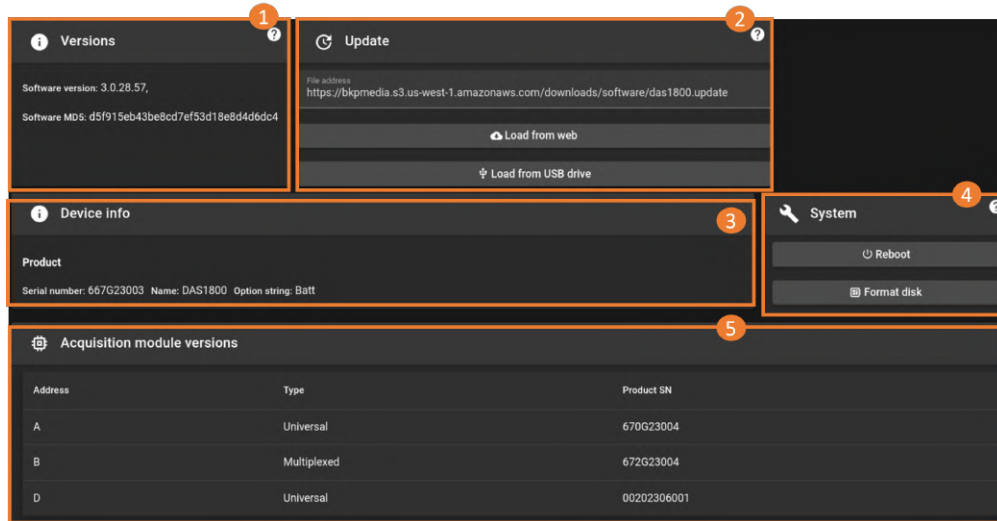 1
Versions
?
Software version: 3.0.28.57,
Software MD5: d5f915eb43be8cd7ef53d18e8d4d6dc4
2
Update
?
File address
https://bkpmedia.s3.us-west-1.amazonaws.com/downloads/software/das1800.update
Load from web
Load from USB drive
3
Device info
Product
Serial number: 667G23003 Name: DAS1800 Option string: Batt
4
System
?
Reboot
Format disk
5
Acquisition module versions
Address Type Product SN
A Universal 670G23004
B Multiplexed 672G23004
D Universal 00202306001